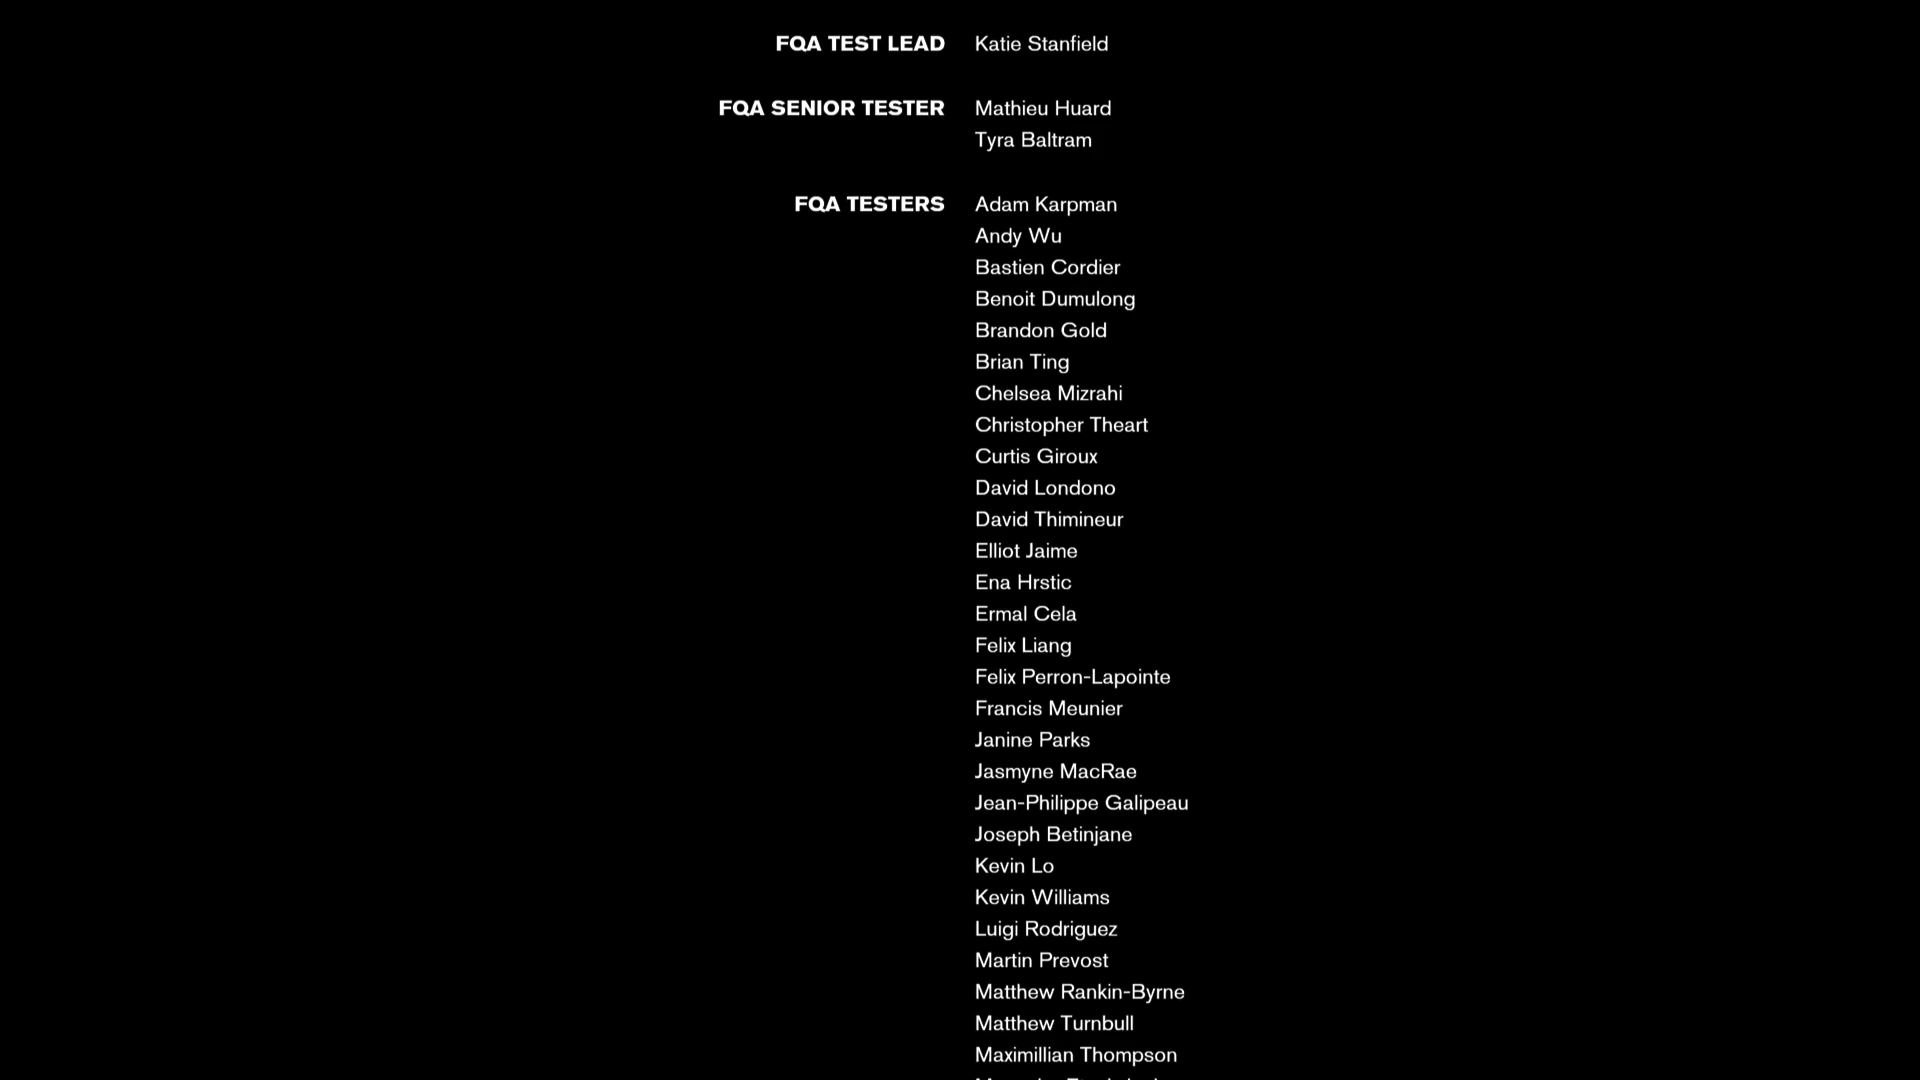 FQA TEST LEAD Katie Stanfield
FQA SENIOR TESTER Mathieu Huard
Tyra Baltram
FQA TESTERS Adam Karpman
Andy Wu
Bastien Cordier
Benoit Dumulong
Brandon Gold
Brian Ting
Chelsea Mizrahi
Christopher Theart
Curtis Giroux
David Londono
David Thimineur
Elliot Jaime
Ena Hrstic
Ermal Cela
Felix Liang
Felix Perron-Lapointe
Francis Meunier
Janine Parks
Jasmyne MacRae
Jean-Philippe Galipeau
Joseph Betinjane
Kevin Lo
Kevin Williams
Luigi Rodriguez
Martin Prevost
Matthew Rankin-Byrne
Matthew Turnbull
Maximillian Thompson